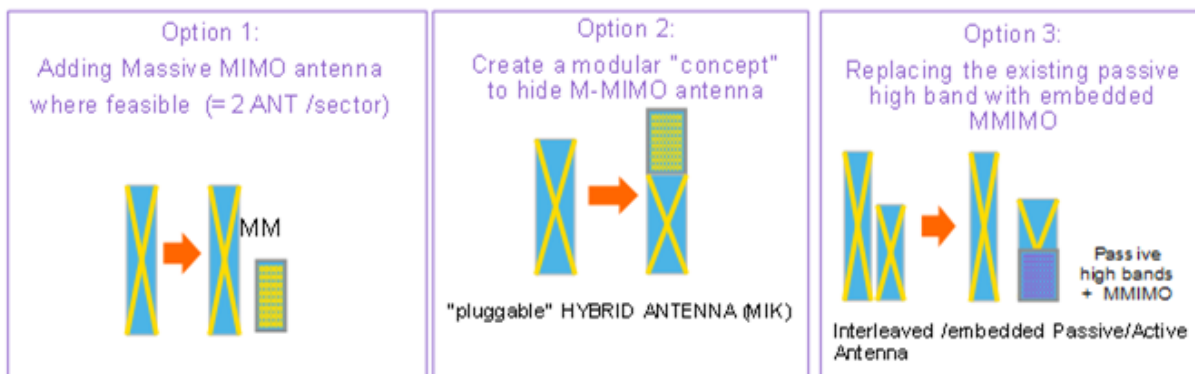 Option 1:
Adding Massive MIMO antenna
where feasible (= 2 ANT /sector)
MM
Option 2:
Create a modular "concept"
to hide M-MIMO antenna
"pluggable" HYBRID ANTENNA (MIK)
Option 3:
Replacing the existing passive
high band with embedded
MMIMO
Passive
high bands
+ MMIMO
Interleaved /embedded Passive/Active
Antenna